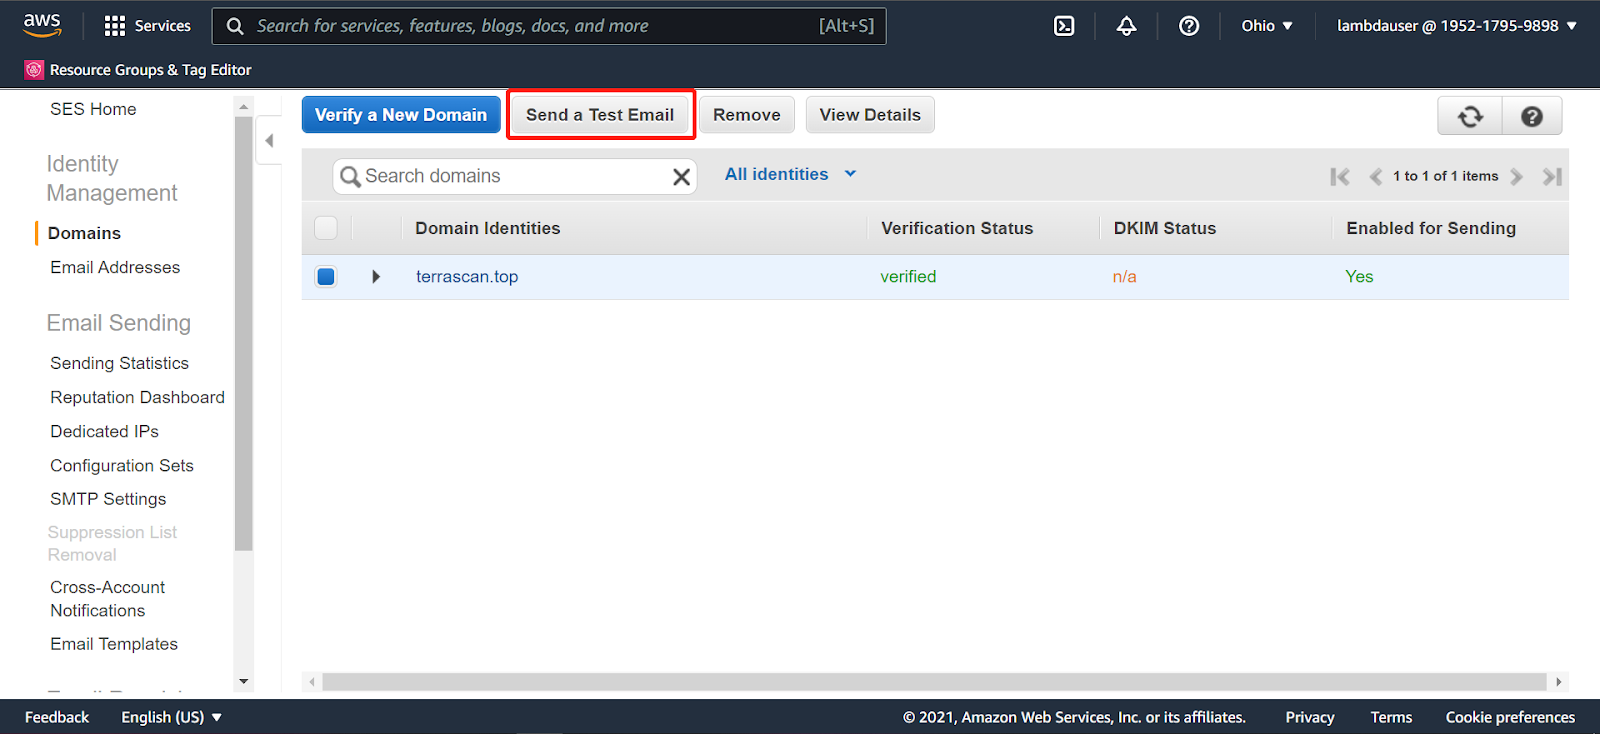 aws
Services
Search for services, features, blogs, docs, and more
[Alt+S]
Ohio
lambdauser @ 1952-1795-9898
Resource Groups & Tag Editor
SES Home
Identity
Management
Domains
Email Addresses
Email Sending
Sending Statistics
Reputation Dashboard
Dedicated IPs
Configuration Sets
SMTP Settings
Suppression List
Removal
Cross-Account
Notifications
Email Templates
Verify a New Domain
Send a Test Email
Remove
View Details
Search domains
All identities
1 to 1 of 1 items
Domain Identities
Verification Status
DKIM Status
Enabled for Sending
terrascan.top
verified
n/a
Yes
Feedback
English (US)
© 2021, Amazon Web Services, Inc. or its affiliates.
Privacy
Terms
Cookie preferences